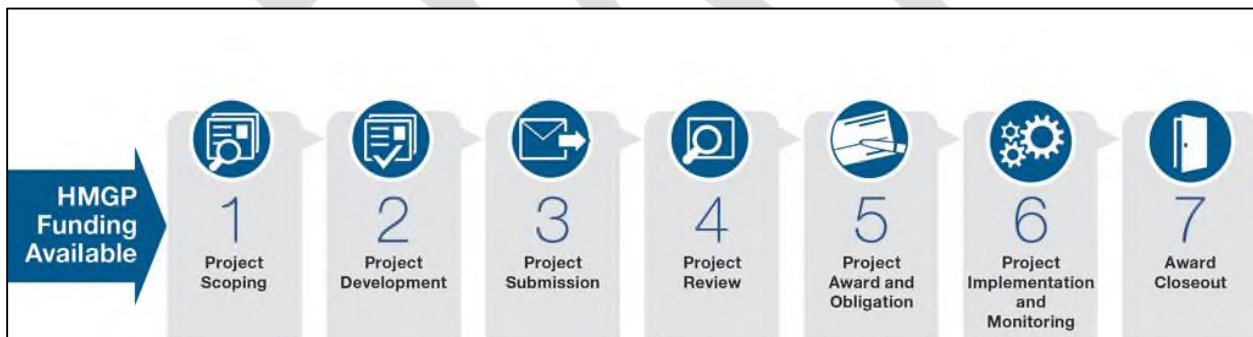 HMGP
Funding
Available
1
Project
Scoping
2
Project
Development
3
Project
Submission
4
Project
Review
5
Project
Award and
Obligation
6
Project
Implementation
and
Monitoring
7
Award
Closeout